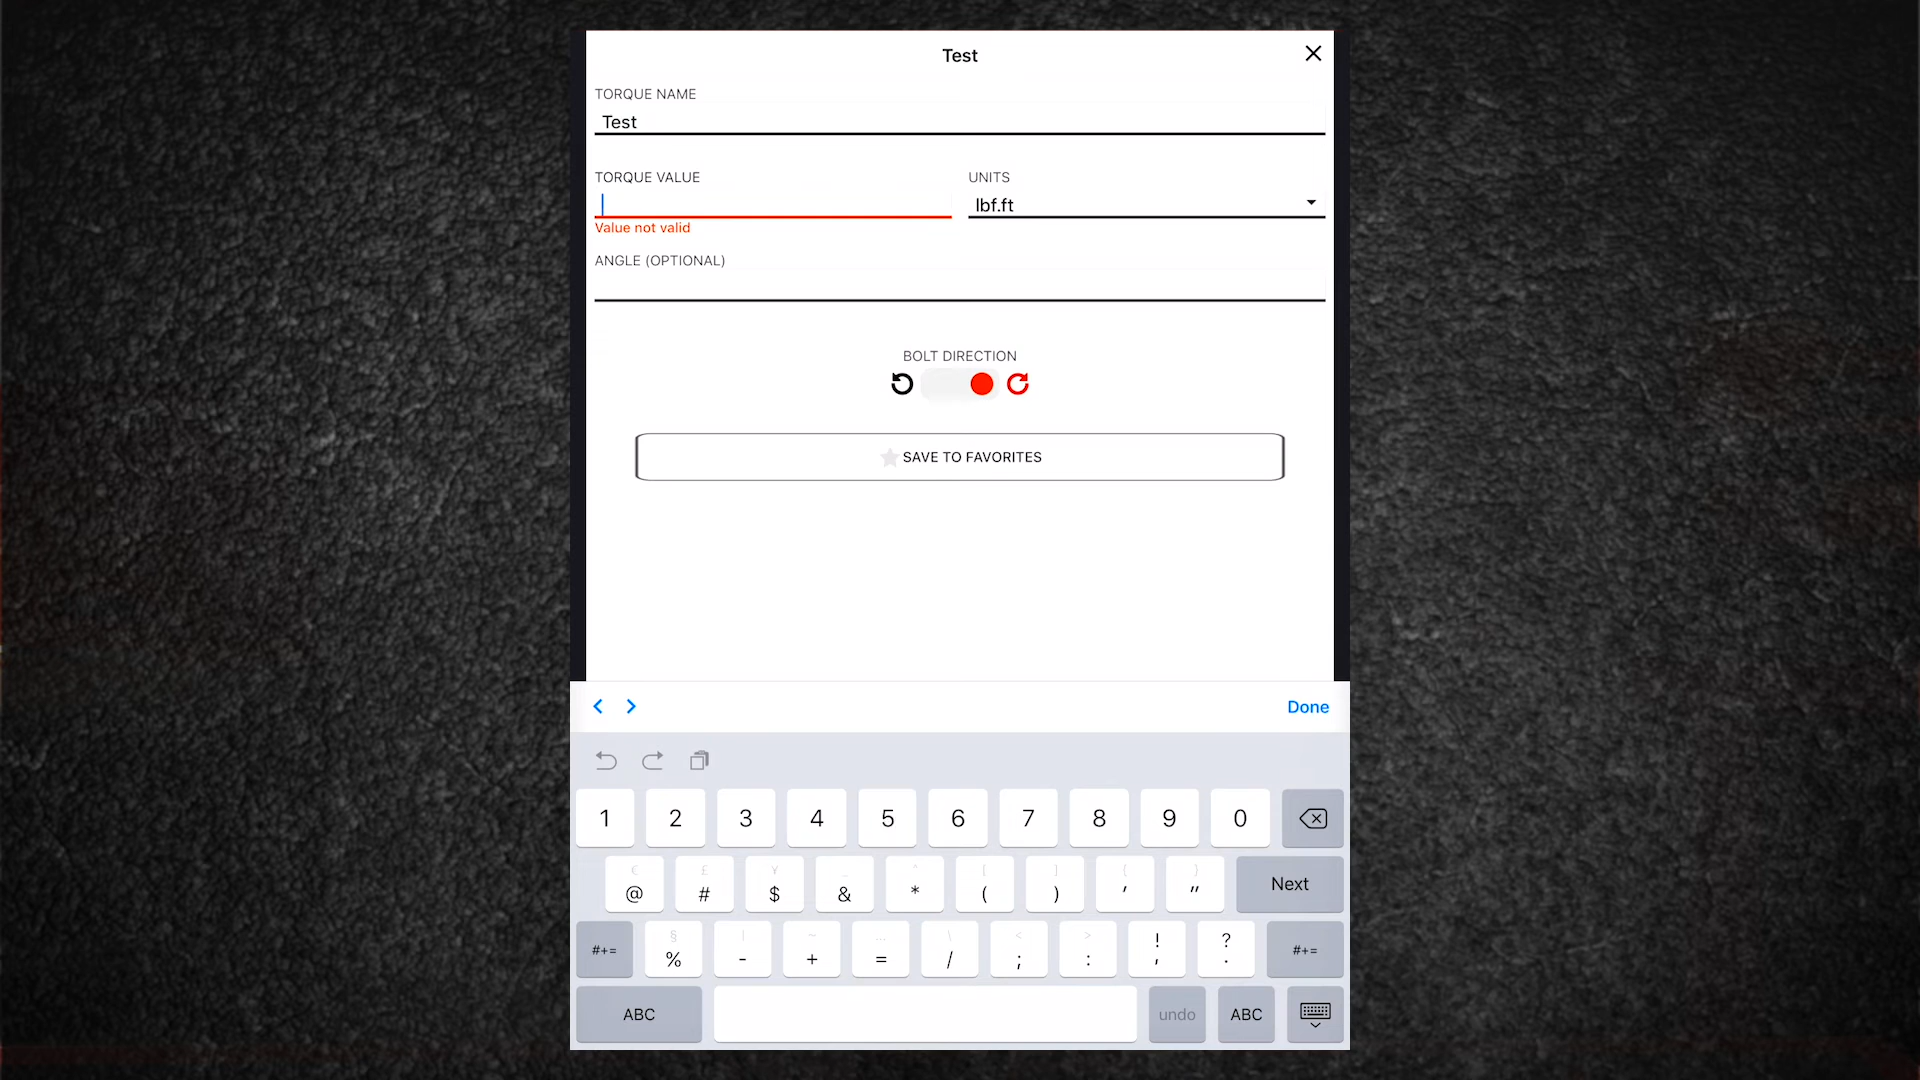 Test
TORQUE NAME
Test
TORQUE VALUE
UNITS
lbf.ft
Value not valid
ANGLE (OPTIONAL)
BOLT DIRECTION
SAVE TO FAVORITES
Done
1 2 3 4 5 6 7 8 9 0
€ £ ¥ _ ^ [ ] { }
@ # $ & * ( ) ' "
Next
§ | ~ … \ < > ! ?
#+= % - + = / ; : , . #+=
ABC undo ABC